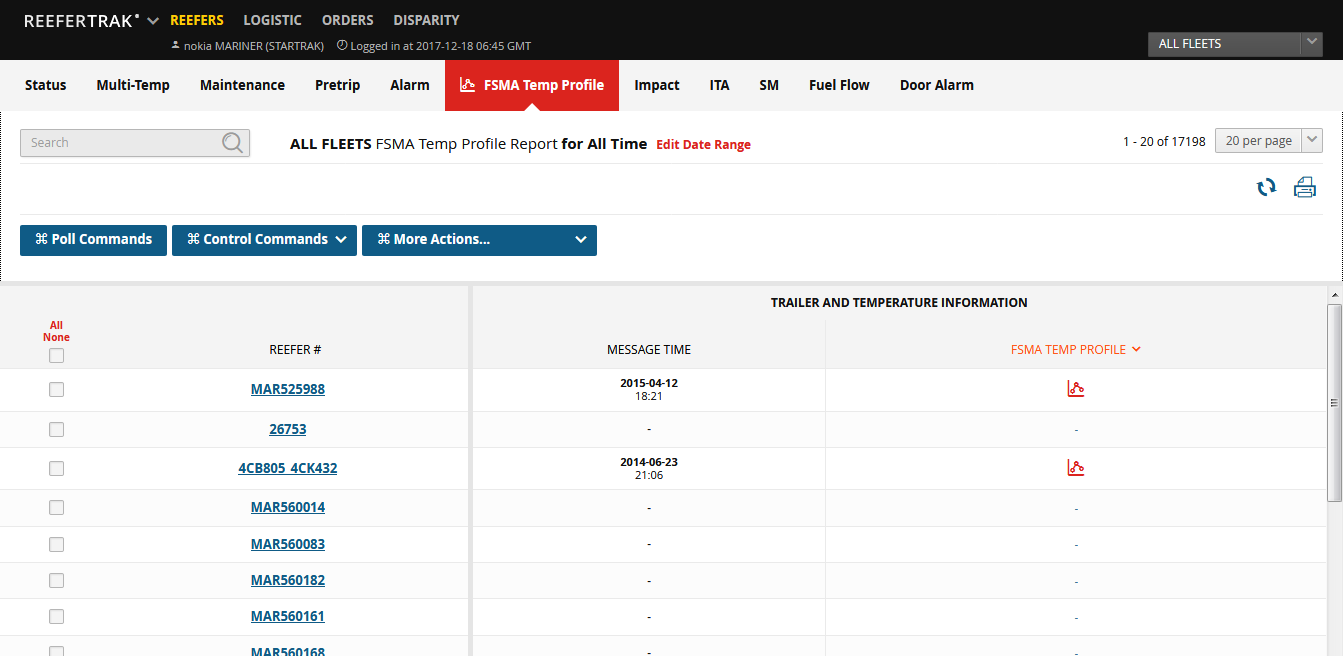 REEFERTRAK REEFERS LOGISTIC ORDERS DISPARITY
nokia MARINER (STARTRAK) Logged in at 2017-12-18 06:45 GMT
ALL FLEETS
Status Multi-Temp Maintenance Pretrip Alarm FSMA Temp Profile Impact ITA SM Fuel Flow Door Alarm
Search ALL FLEETS FSMA Temp Profile Report for All Time Edit Date Range 1 - 20 of 17198 20 per page
⌘ Poll Commands ⌘ Control Commands ⌘ More Actions...
TRAILER AND TEMPERATURE INFORMATION
All
None
REEFER # MESSAGE TIME FSMA TEMP PROFILE
MAR525988 2015-04-12
18:21
26753 - -
4CB805_4CK432 2014-06-23
21:06
MAR560014 - -
MAR560083 - -
MAR560182 - -
MAR560161 - -
MAR560168 - -